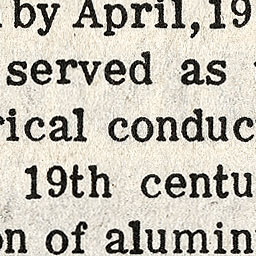 by April, 19
served as
rical conduc
19th centu
on of alumin